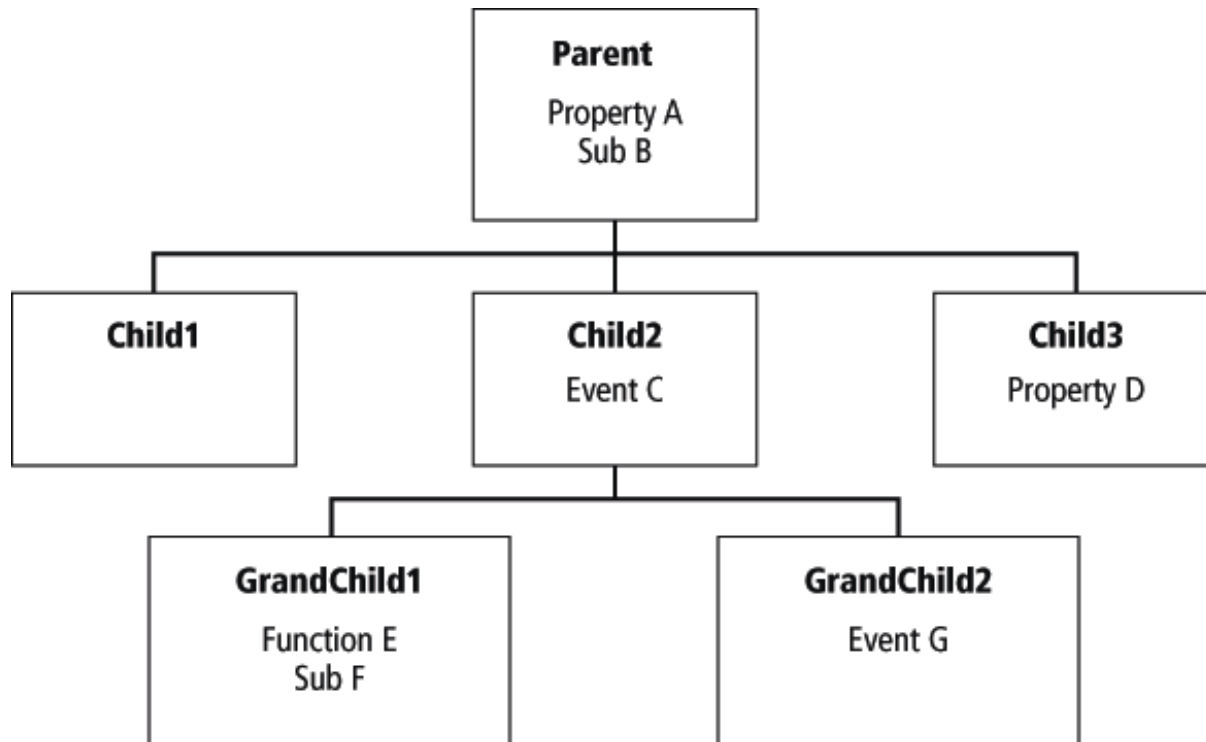 Parent
Property A
Sub B
Child1
Child2
Event C
Child3
Property D
GrandChild1
Function E
Sub F
GrandChild2
Event G